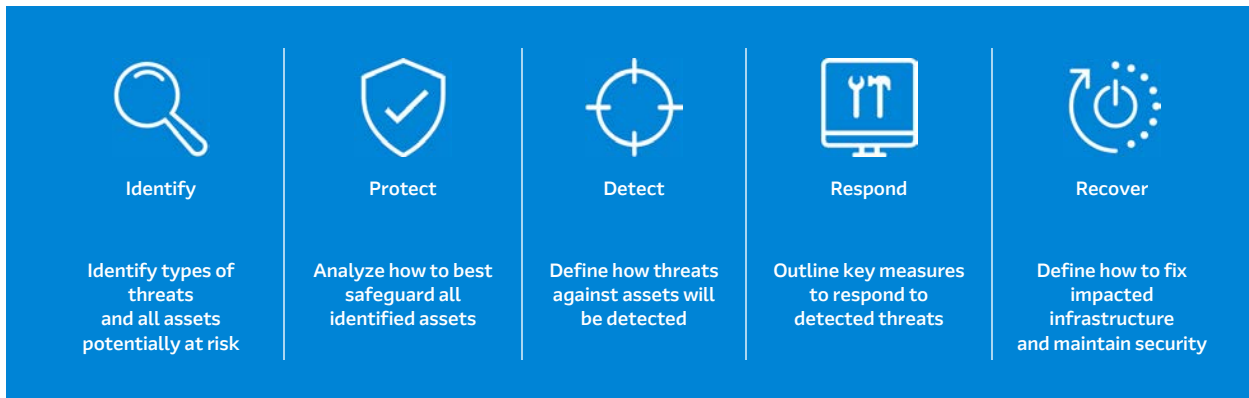 Identify
Protect
Detect
Respond
Recover
Identify types of
threats
and all assets
potentially at risk
Analyze how to best
safeguard all
identified assets
Define how threats
against assets will
be detected
Outline key measures
to respond to
detected threats
Define how to fix
impacted
infrastructure
and maintain security